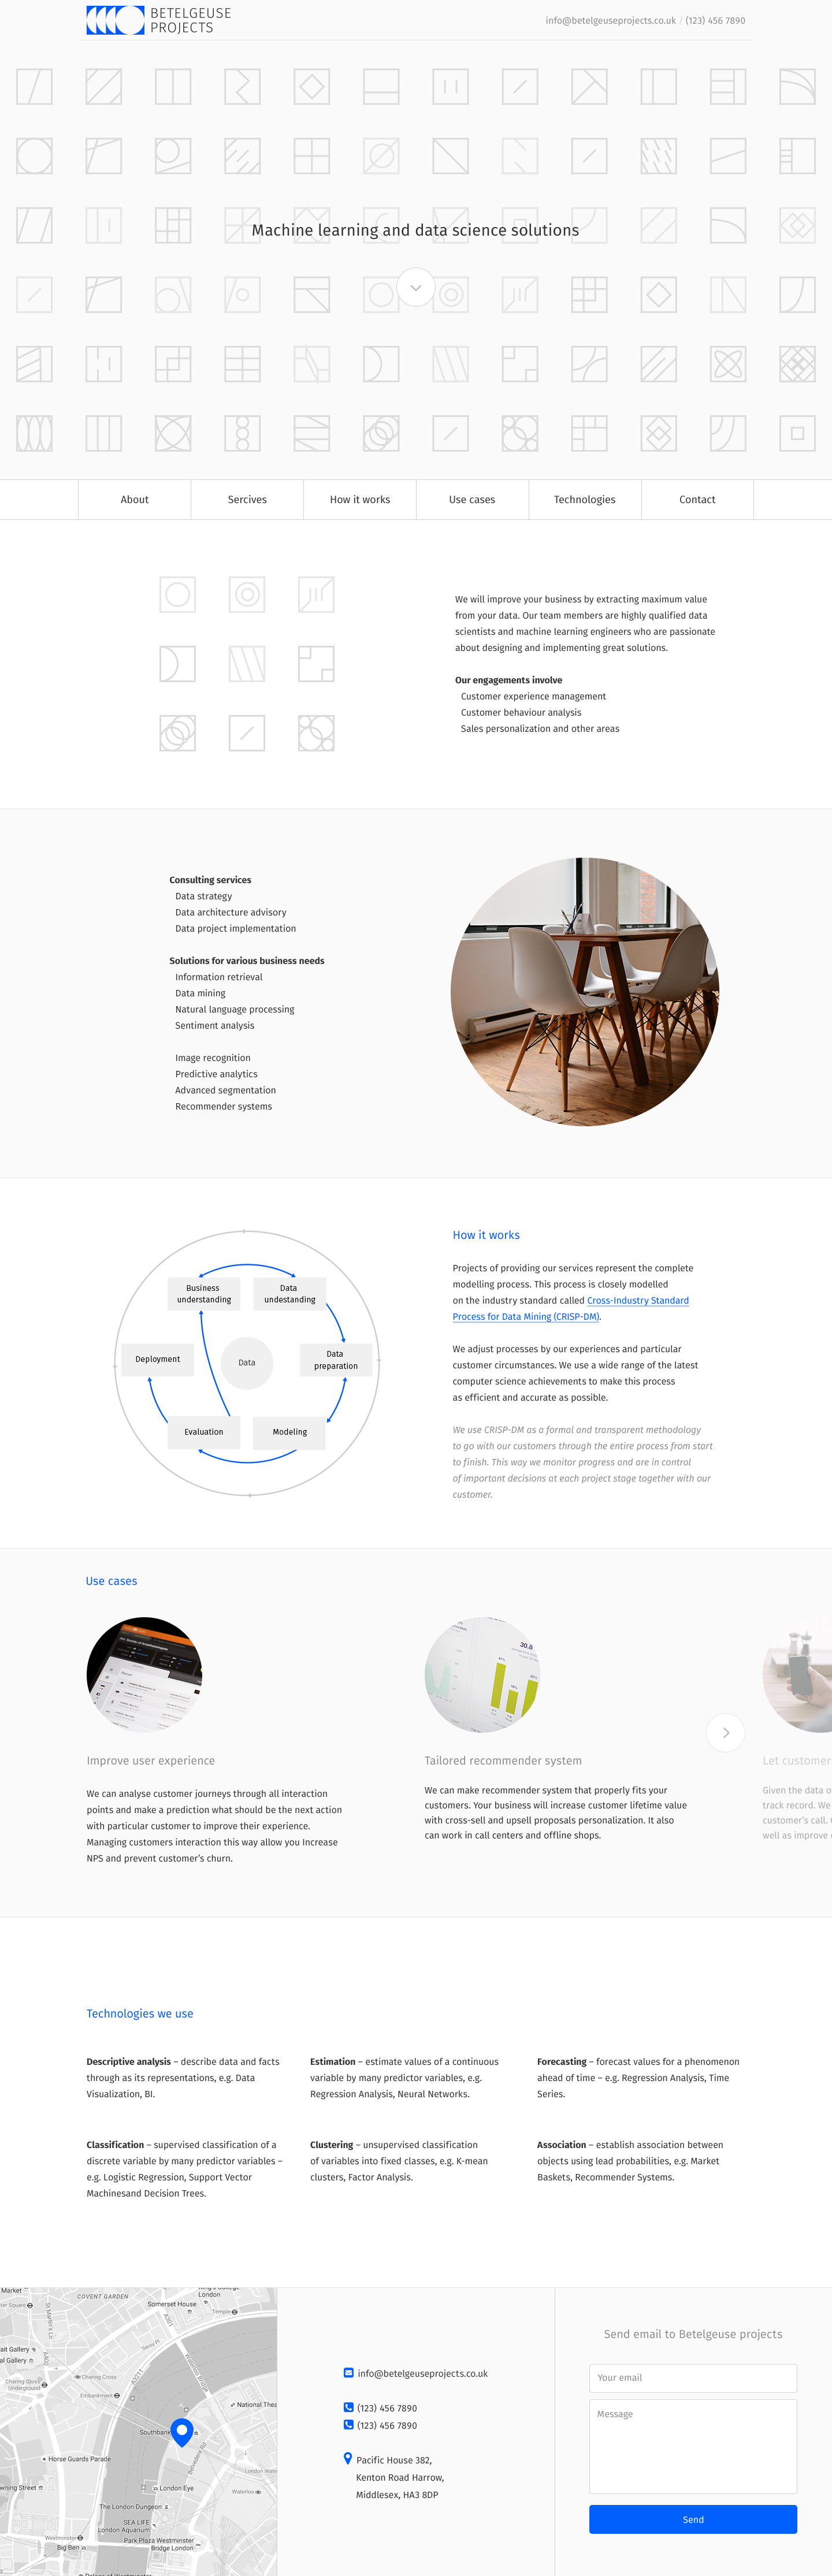 BETELGEUSE
PROJECTS
info@betelgeuseprojects.co.uk / (123) 456 7890
Machine learning and data science solutions
About
Sercives
How it works
Use cases
Technologies
Contact
We will improve your business by extracting maximum value
from your data. Our team members are highly qualified data
scientists and machine learning engineers who are passionate
about designing and implementing great solutions.
Our engagements involve
Customer experience management
Customer behaviour analysis
Sales personalization and other areas
Consulting services
Data strategy
Data architecture advisory
Data project implementation
Solutions for various business needs
Information retrieval
Data mining
Natural language processing
Sentiment analysis
Image recognition
Predictive analytics
Advanced segmentation
Recommender systems
Business
understanding
Data
undestanding
Deployment
Data
Data
preparation
Evaluation
Modeling
How it works
Projects of providing our services represent the complete
modelling process. This process is closely modelled
on the industry standard called Cross-Industry Standard
Process for Data Mining (CRISP-DM).
We adjust processes by our experiences and particular
customer circumstances. We use a wide range of the latest
computer science achievements to make this process
as efficient and accurate as possible.
We use CRISP-DM as a formal and transparent methodology
to go with our customers through the entire process from start
to finish. This way we monitor progress and are in control
of important decisions at each project stage together with our
customer.
Use cases
30.8
Improve user experience
We can analyse customer journeys through all interaction
points and make a prediction what should be the next action
with particular customer to improve their experience.
Managing customers interaction this way allow you Increase
NPS and prevent customer's churn.
Tailored recommender system
We can make recommender system that properly fits your
customers. Your business will increase customer lifetime value
with cross-sell and upsell proposals personalization. It also
can work in call centers and offline shops.
Let customer
Given the data o
track record. We
customer's call.
well as improve
Technologies we use
Descriptive analysis – describe data and facts
through as its representations, e.g. Data
Visualization, BI.
Estimation – estimate values of a continuous
variable by many predictor variables, e.g.
Regression Analysis, Neural Networks.
Forecasting – forecast values for a phenomenon
ahead of time – e.g. Regression Analysis, Time
Series.
Classification – supervised classification of a
discrete variable by many predictor variables –
e.g. Logistic Regression, Support Vector
Machinesand Decision Trees.
Clustering – unsupervised classification
of variables into fixed classes, e.g. K-mean
clusters, Factor Analysis.
Association – establish association between
objects using lead probabilities, e.g. Market
Baskets, Recommender Systems.
Market
COVENT GARDEN
London
Somerset House
Temple
Savoy Pl
A301
Waterloo Bridge
A400
A3211
Charing Cross
Charing Cross
Underground
Embankment
National Thea
Southbank
Belvedere Rd
Horse Guards Parade
London Wate
Waterloo
London Eye
The London Dungeon
SEA LIFE
London Aquarium
Westminster
Big Ben
Park Plaza Westminster
Bridge London
Palace of Westminster
info@betelgeuseprojects.co.uk
(123) 456 7890
(123) 456 7890
Pacific House 382,
Kenton Road Harrow,
Middlesex, HA3 8DP
Send email to Betelgeuse projects
Your email
Message
Send